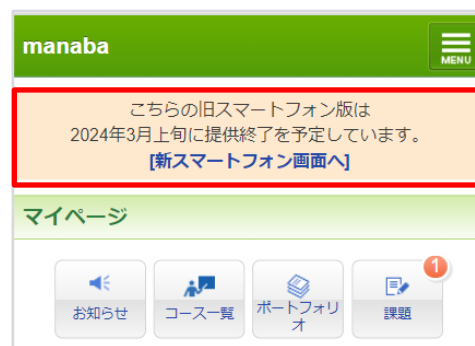 manaba
MENU
こちらの旧スマートフォン版は
2024年3月上旬に提供終了を予定しています。
[新スマートフォン画面へ]
マイページ
1
お知らせ
コース一覧
ポートフォリ
オ
課題